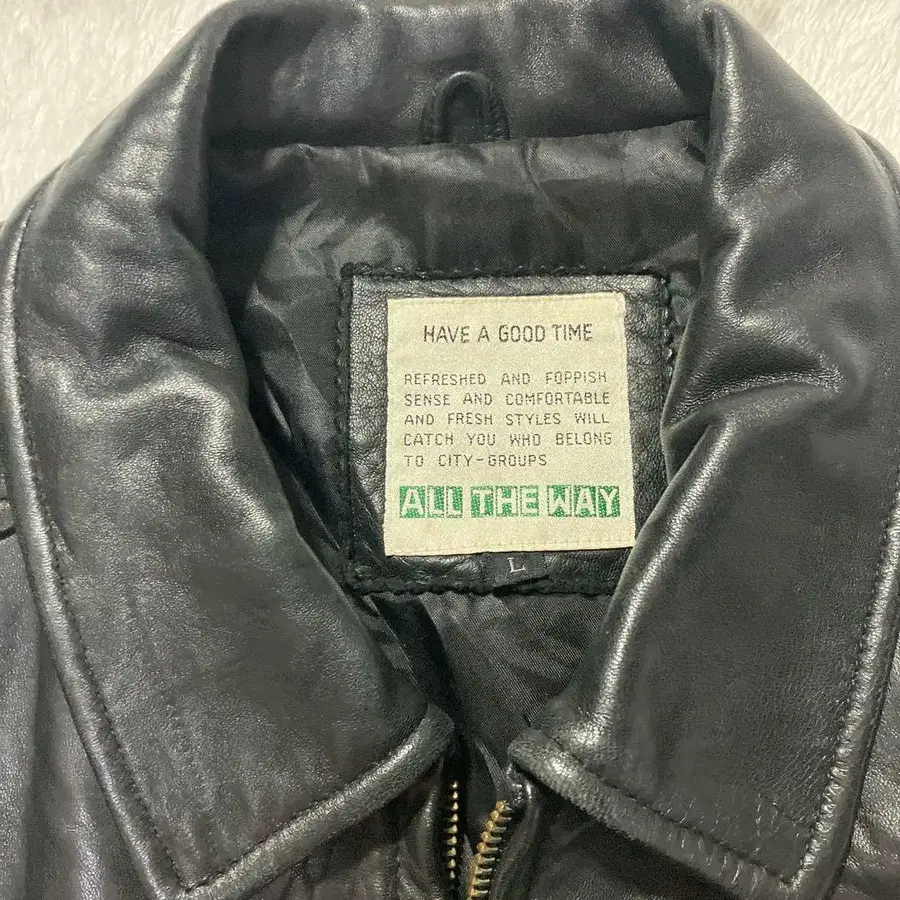 HAVE A GOOD TIME
REFRESHED AND FOPPISH
SENSE AND COMFORTABLE
AND FRESH STYLES WILL
CATCH YOU WHO BELONG
TO CITY-GROUPS
ALL THE WAY
L